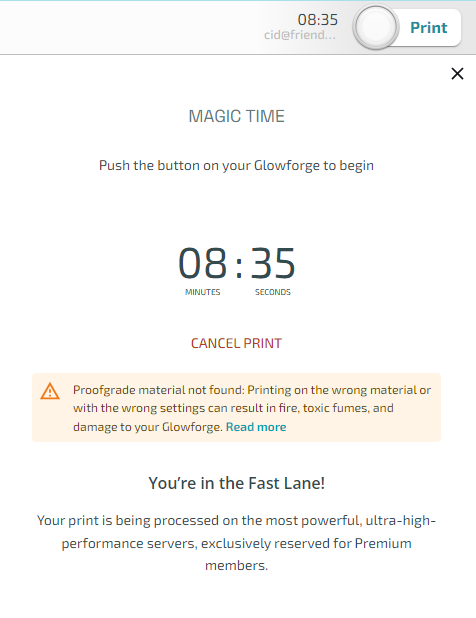 08:35
cid@friend...
Print
MAGIC TIME
Push the button on your Glowforge to begin
08:35
MINUTES SECONDS
CANCEL PRINT
Proofgrade material not found: Printing on the wrong material or
with the wrong settings can result in fire, toxic fumes, and
damage to your Glowforge. Read more
You're in the Fast Lane!
Your print is being processed on the most powerful, ultra-high-
performance servers, exclusively reserved for Premium
members.